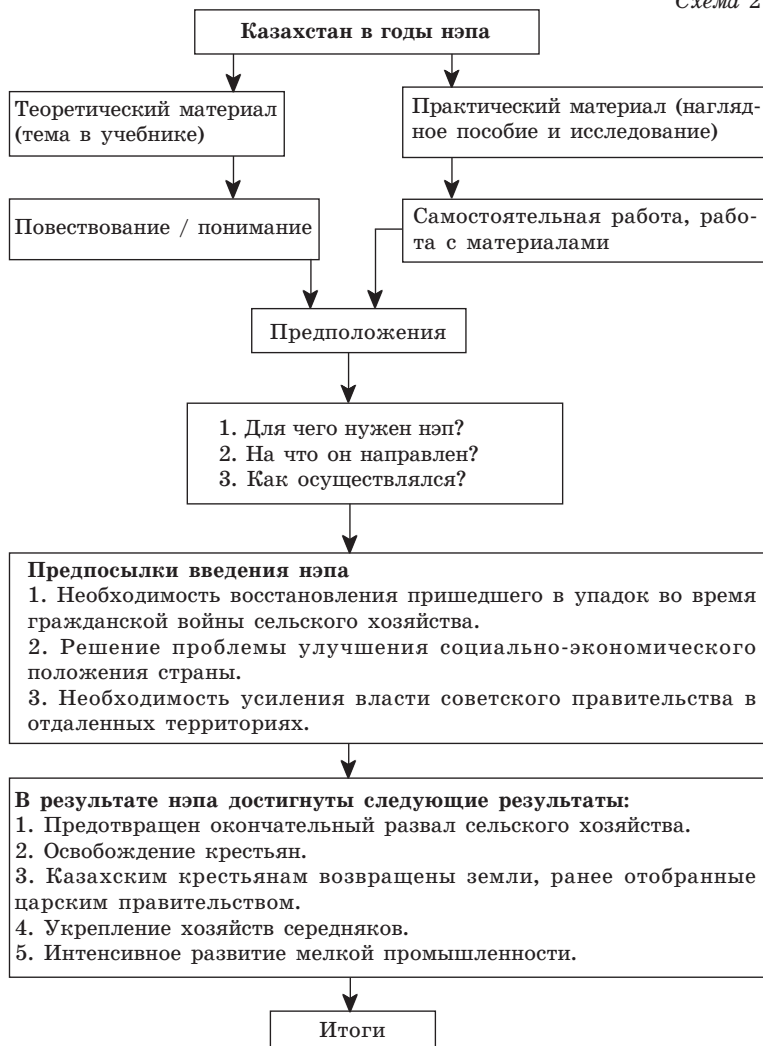 Схема 2
Казахстан в годы нэпа
Теоретический материал
(тема в учебнике)
Практический материал (нагляд-
ное пособие и исследование)
Повествование / понимание
Самостоятельная работа, рабо-
та с материалами
Предположения
1. Для чего нужен нэп?
2. На что он направлен?
3. Как осуществлялся?
Предпосылки введения нэпа
1. Необходимость восстановления пришедшего в упадок во время
гражданской войны сельского хозяйства.
2. Решение проблемы улучшения социально-экономического
положения страны.
3. Необходимость усиления власти советского правительства в
отдаленных территориях.
В результате нэпа достигнуты следующие результаты:
1. Предотвращен окончательный развал сельского хозяйства.
2. Освобождение крестьян.
3. Казахским крестьянам возвращены земли, ранее отобранные
царским правительством.
4. Укрепление хозяйств середняков.
5. Интенсивное развитие мелкой промышленности.
Итоги